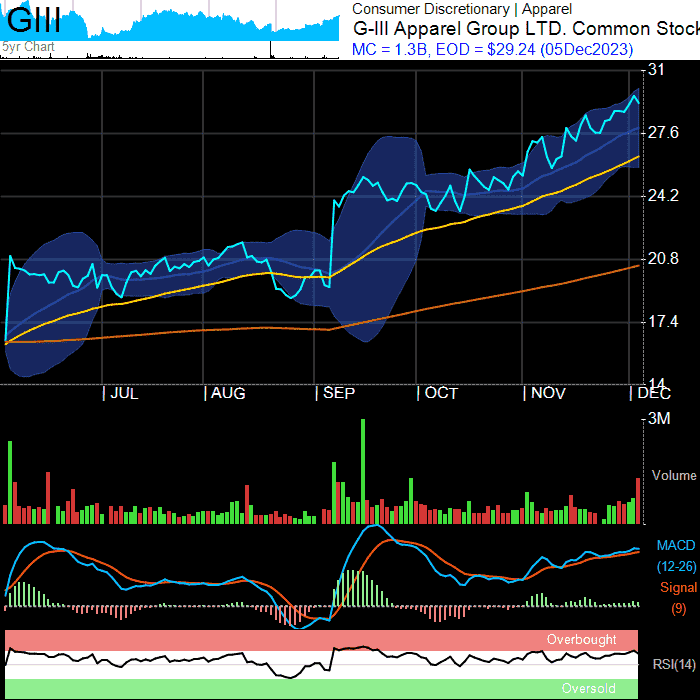 GIII
5yr Chart
Consumer Discretionary | Apparel
G-III Apparel Group LTD. Common Stock
MC = 1.3B, EOD = $29.24 (05Dec2023)
31
27.6
24.2
20.8
17.4
14
| JUL | AUG | SEP | OCT | NOV | DEC
3M
Volume
MACD
(12-26)
Signal
(9)
Overbought
RSI(14)
Oversold